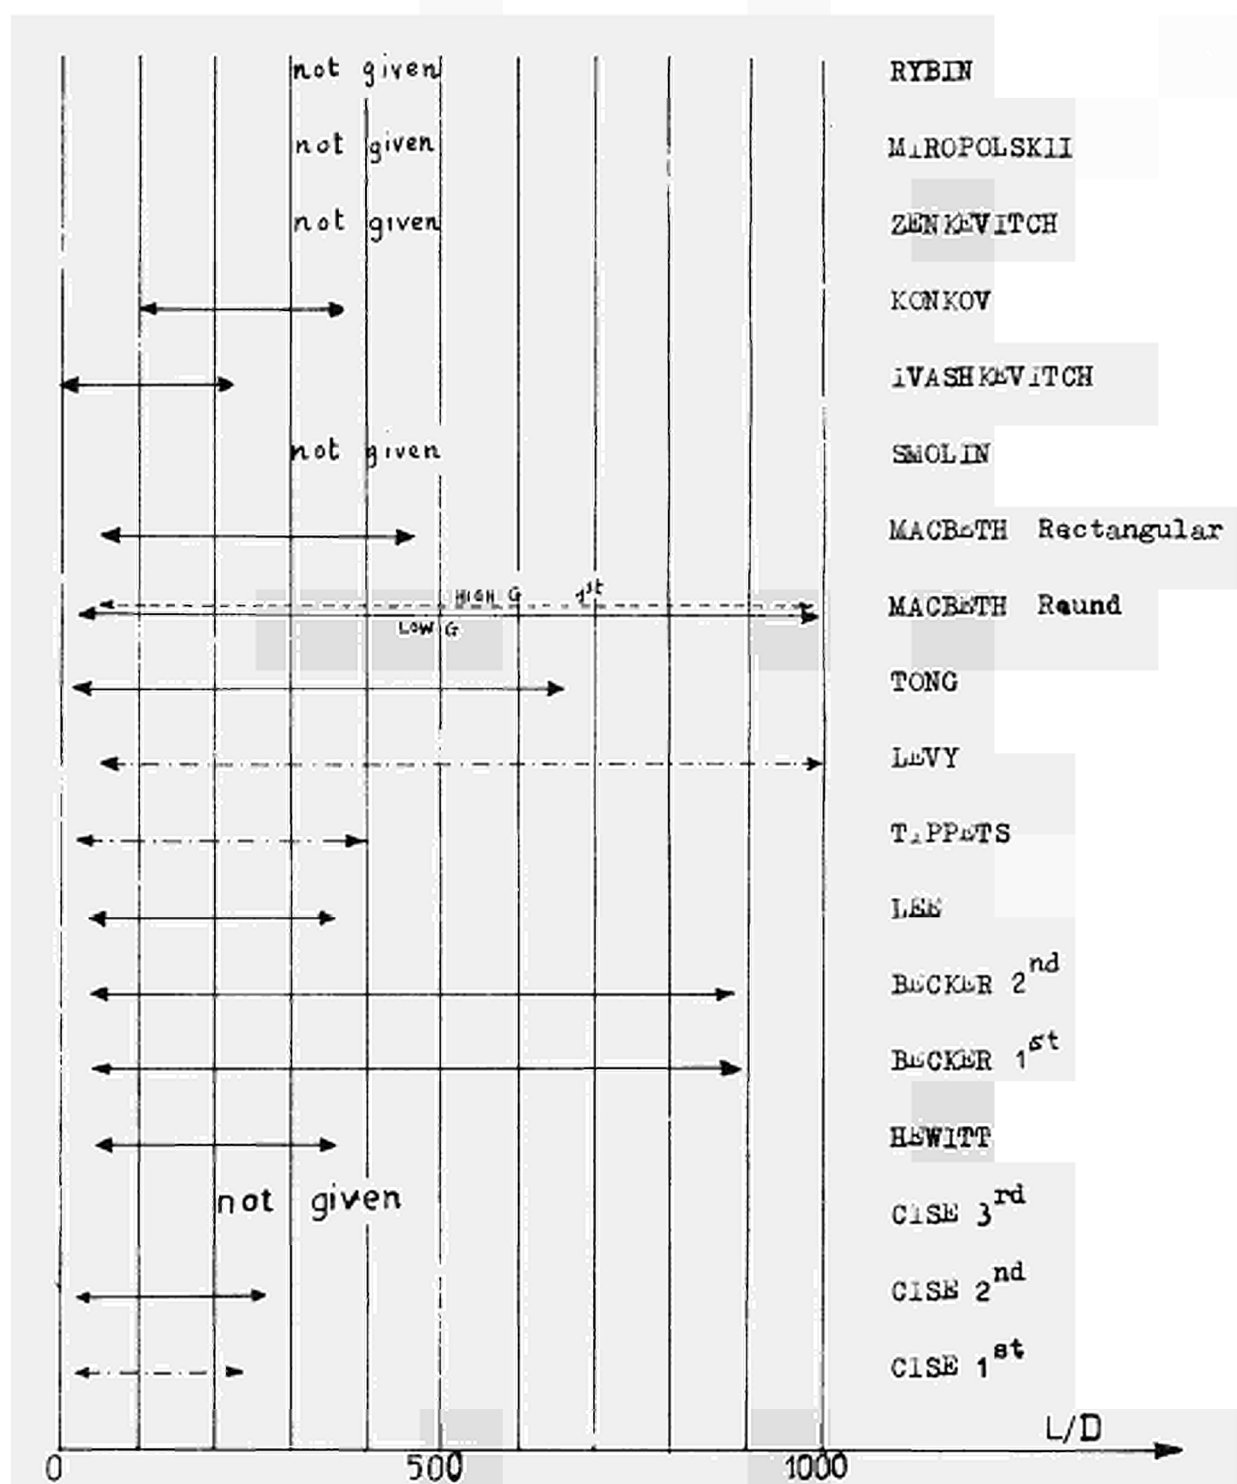 not given RYBIN
not given MIROPOLSKII
not given ZENKEVITCH
KONKOV
IVASHKEVITCH
not given SMOLIN
MACBETH Rectangular
HIGH G 1st
MACBETH Round
LOW G
TONG
LEVY
TIPPETS
LEE
BECKER 2nd
BECKER 1st
HEWITT
not given CISE 3rd
CISE 2nd
CISE 1st
L/D
0 500 1000